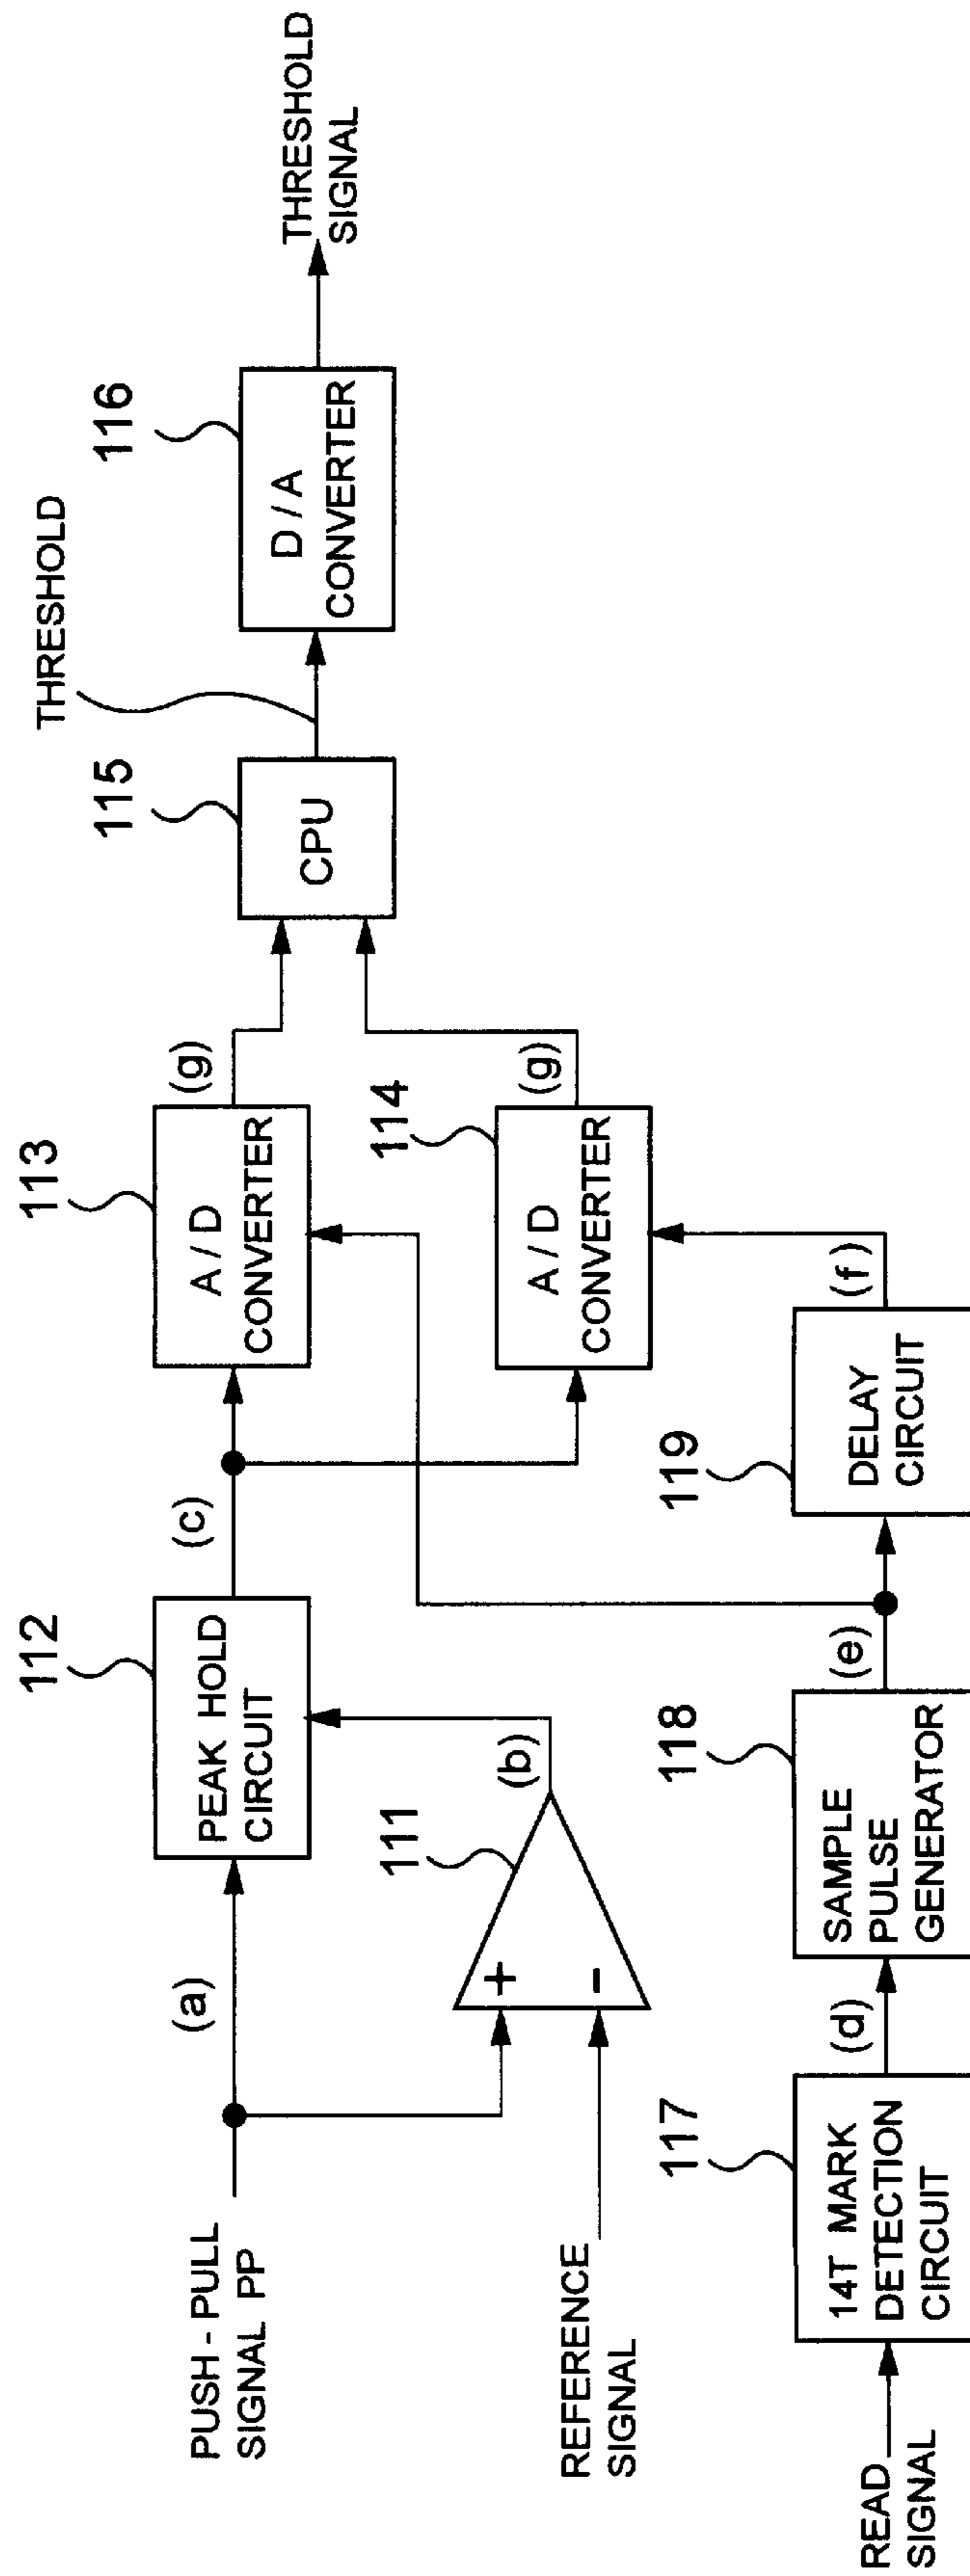 PUSH - PULL
SIGNAL PP
(a)
112
PEAK HOLD
CIRCUIT
(c)
113
A / D
CONVERTER
(g)
115
CPU
THRESHOLD
116
D / A
CONVERTER
THRESHOLD
SIGNAL
REFERENCE
SIGNAL
+
-
111
(b)
114
A / D
CONVERTER
(g)
READ
SIGNAL
117
14T MARK
DETECTION
CIRCUIT
(d)
118
SAMPLE
PULSE
GENERATOR
(e)
119
DELAY
CIRCUIT
(f)